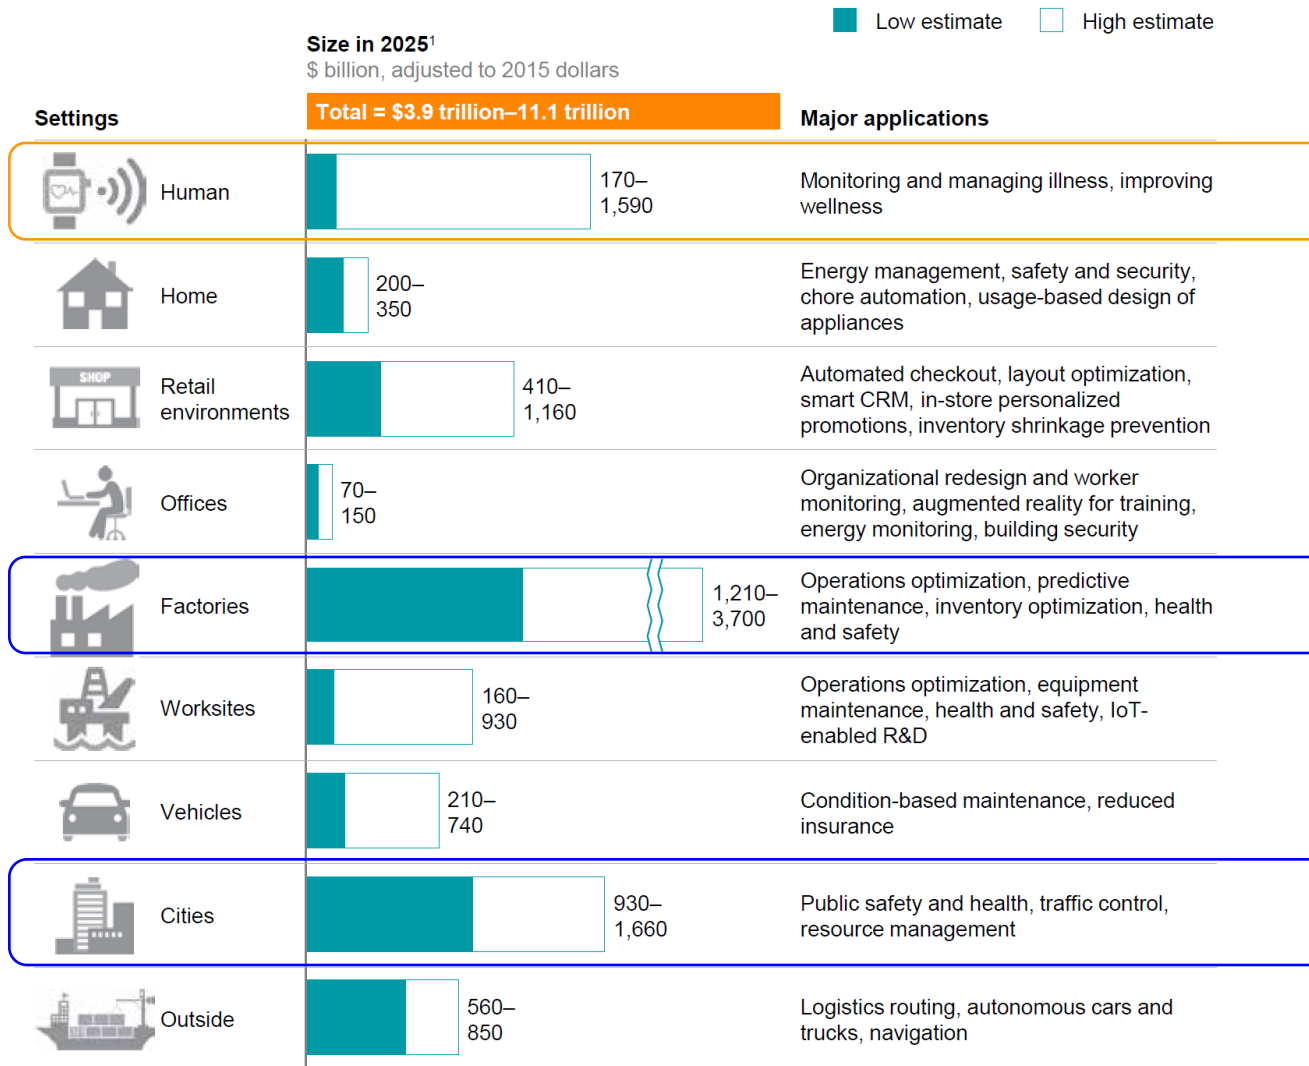 Low estimate
High estimate
Size in 2025¹
$ billion, adjusted to 2015 dollars
Settings
Total = $3.9 trillion–11.1 trillion
Major applications
Human
170–
1,590
Monitoring and managing illness, improving
wellness
Home
200–
350
Energy management, safety and security,
chore automation, usage-based design of
appliances
SHOP
Retail
environments
410–
1,160
Automated checkout, layout optimization,
smart CRM, in-store personalized
promotions, inventory shrinkage prevention
Offices
70–
150
Organizational redesign and worker
monitoring, augmented reality for training,
energy monitoring, building security
Factories
1,210–
3,700
Operations optimization, predictive
maintenance, inventory optimization, health
and safety
Worksites
160–
930
Operations optimization, equipment
maintenance, health and safety, IoT-
enabled R&D
Vehicles
210–
740
Condition-based maintenance, reduced
insurance
Cities
930–
1,660
Public safety and health, traffic control,
resource management
Outside
560–
850
Logistics routing, autonomous cars and
trucks, navigation